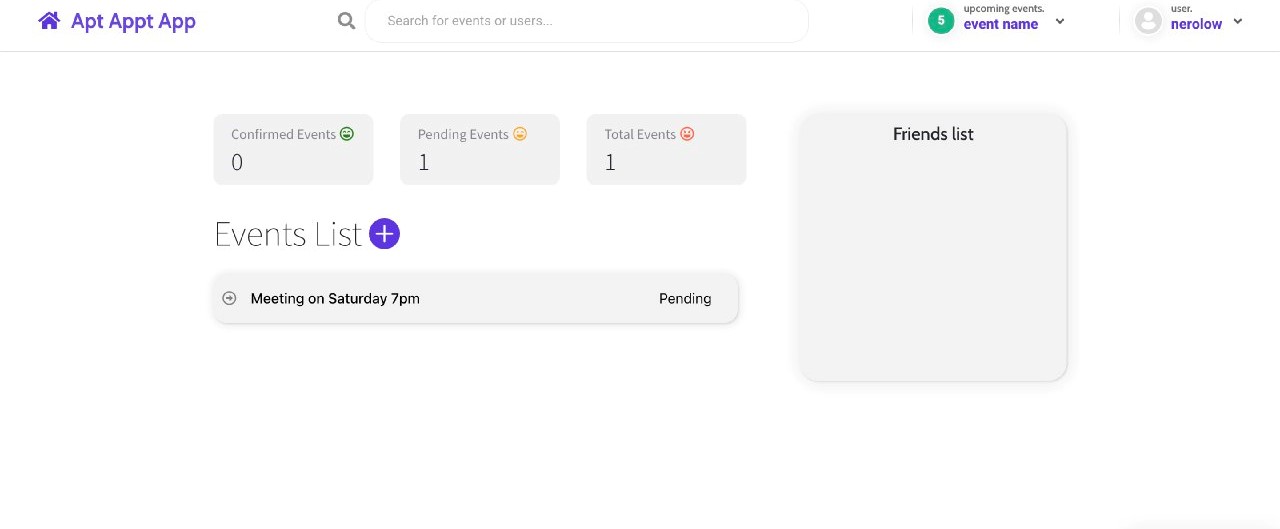 Apt Appt App
Search for events or users...
5
upcoming events.
event name
user.
nerolow
Confirmed Events
0
Pending Events
1
Total Events
1
Friends list
Events List
Meeting on Saturday 7pm
Pending